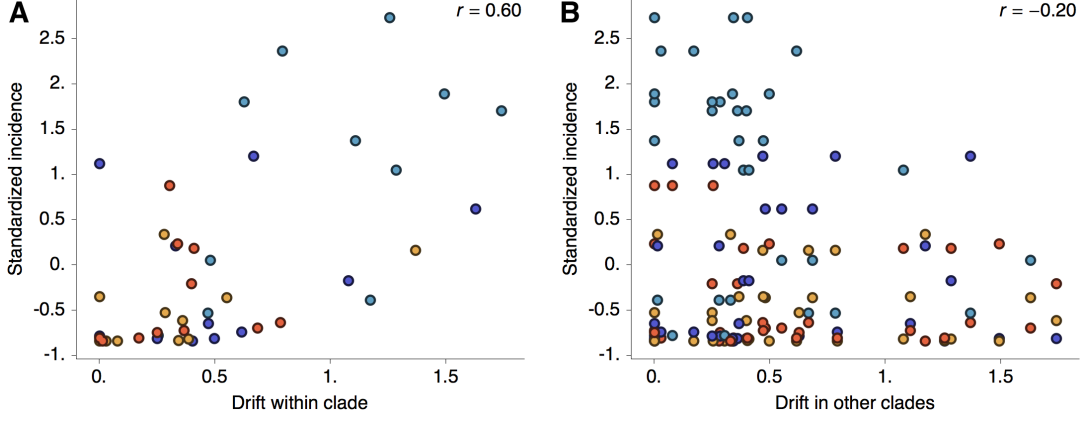 A
r = 0.60
Standardized incidence
2.5
2.
1.5
1.
0.5
0.
-0.5
-1.
0. 0.5 1. 1.5
Drift within clade
B
r = −0.20
Standardized incidence
2.5
2.
1.5
1.
0.5
0.
-0.5
-1.
0. 0.5 1. 1.5
Drift in other clades